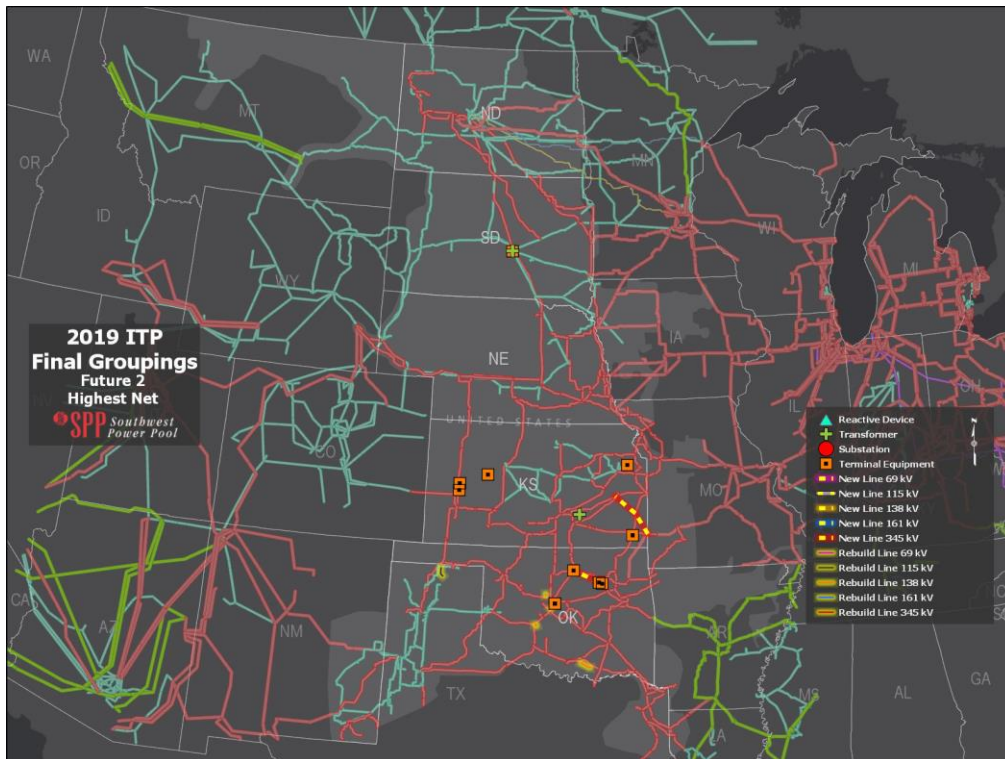 WA
MT
ND
MN
OR
ID
SD
WI
MI
WY
IA
2019 ITP
Final Groupings
Future 2
Highest Net
SPP Southwest
Power Pool
NE
OH
IL
UNITED STATES
CO
KS
MO
Reactive Device
Transformer
Substation
Terminal Equipment
New Line 69 kV
New Line 115 kV
New Line 138 kV
New Line 161 kV
New Line 345 kV
Rebuild Line 69 kV
Rebuild Line 115 kV
Rebuild Line 138 kV
Rebuild Line 161 kV
Rebuild Line 345 kV
N
CA
AZ
NM
OK
AR
TX
MS
AL
GA
LA